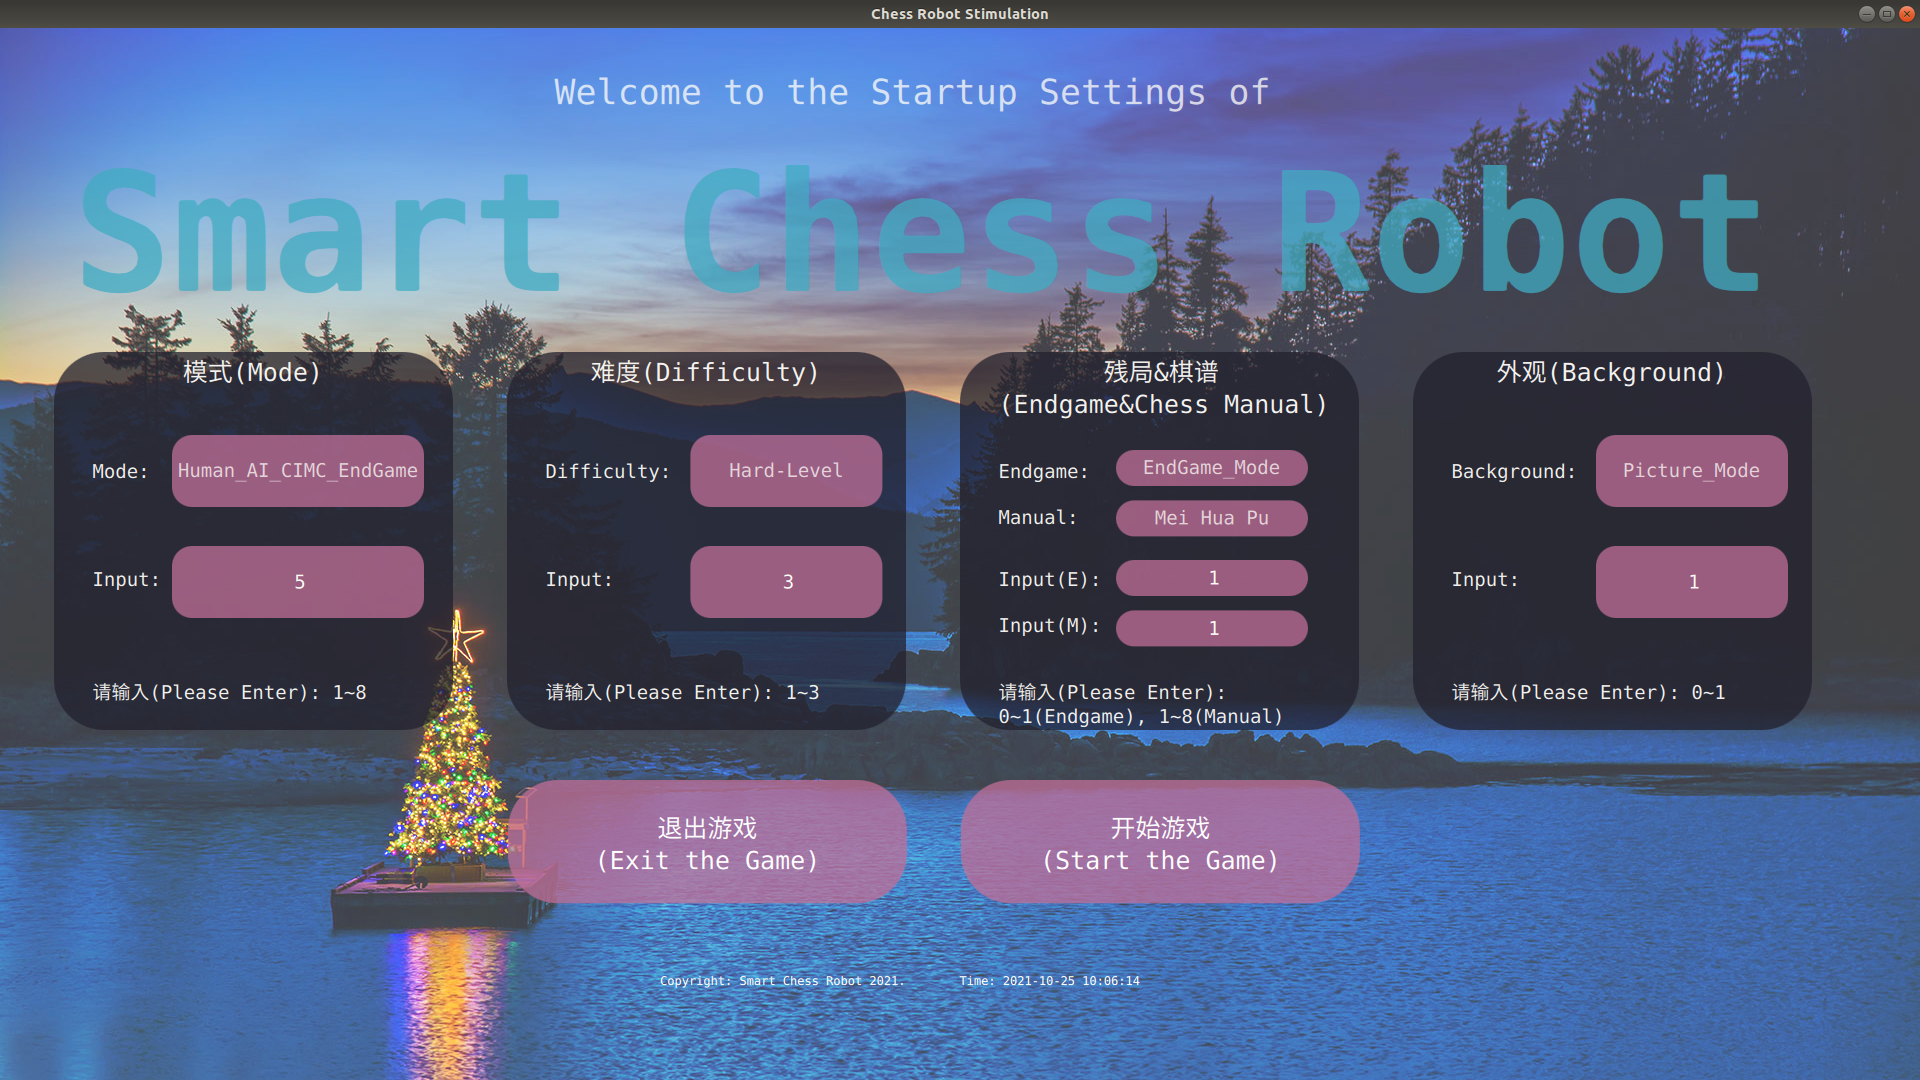 Chess Robot Stimulation
Welcome to the Startup Settings of
Smart Chess Robot
模式(Mode)
Mode: Human_AI_CIMC_EndGame
Input: 5
请输入(Please Enter): 1~8
难度(Difficulty)
Difficulty: Hard-Level
Input: 3
请输入(Please Enter): 1~3
残局&棋谱
(Endgame&Chess Manual)
Endgame: EndGame_Mode
Manual: Mei Hua Pu
Input(E): 1
Input(M): 1
请输入(Please Enter):
0~1(Endgame), 1~8(Manual)
外观(Background)
Background: Picture_Mode
Input: 1
请输入(Please Enter): 0~1
退出游戏
(Exit the Game)
开始游戏
(Start the Game)
Copyright: Smart Chess Robot 2021.
Time: 2021-10-25 10:06:14